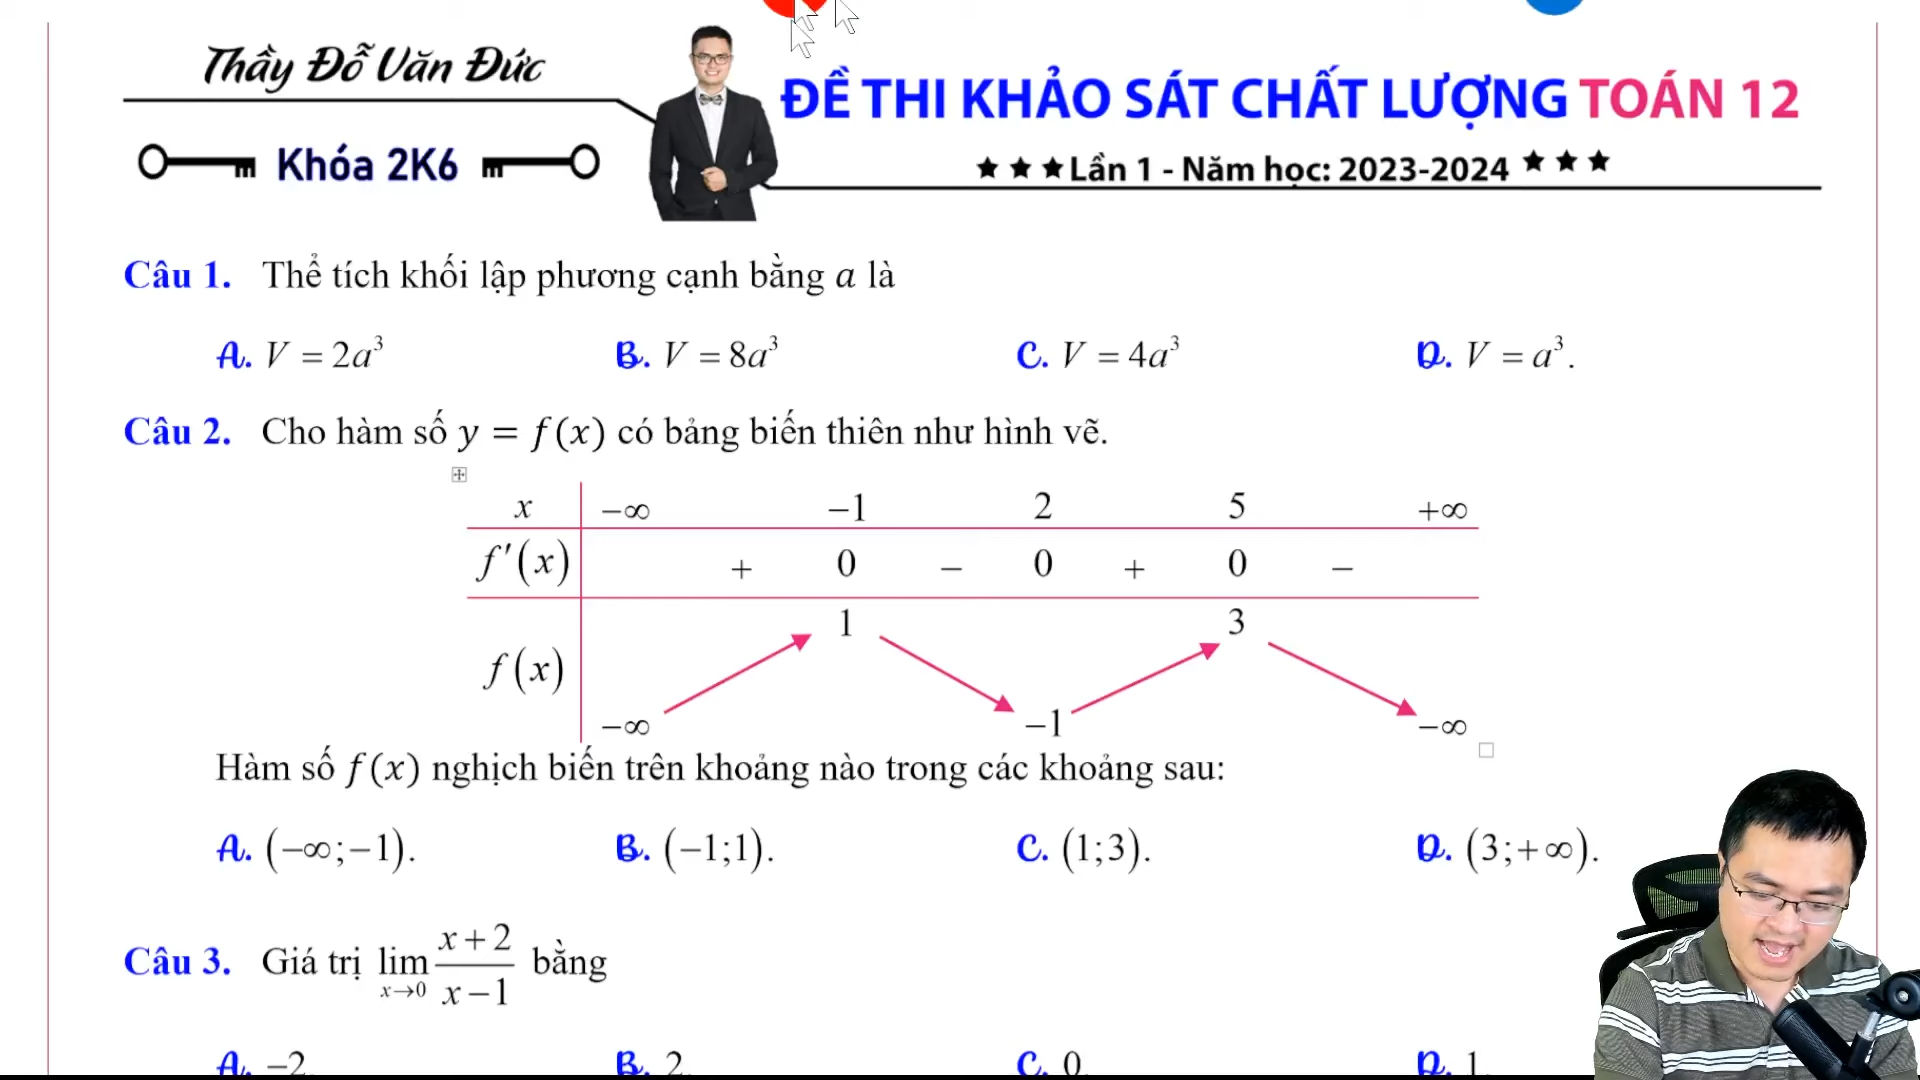 Thầy Đỗ Văn Đức
ĐỀ THI KHẢO SÁT CHẤT LƯỢNG TOÁN 12
Khóa 2K6
★ ★ ★ Lần 1 - Năm học: 2023-2024 ★ ★ ★
Câu 1. Thể tích khối lập phương cạnh bằng a là
A. V = 2a³ B. V = 8a³ C. V = 4a³ D. V = a³.
Câu 2. Cho hàm số y = f(x) có bảng biến thiên như hình vẽ.
x −∞ −1 2 5 +∞
f′(x) + 0 − 0 + 0 −
1 3
f(x)
−∞ −1 −∞
Hàm số f(x) nghịch biến trên khoảng nào trong các khoảng sau:
A. (−∞;−1). B. (−1;1). C. (1;3). D. (3;+∞).
Câu 3. Giá trị lim x→0 (x+2)/(x−1) bằng
A. −2 B. 2 C. 0 D. 1